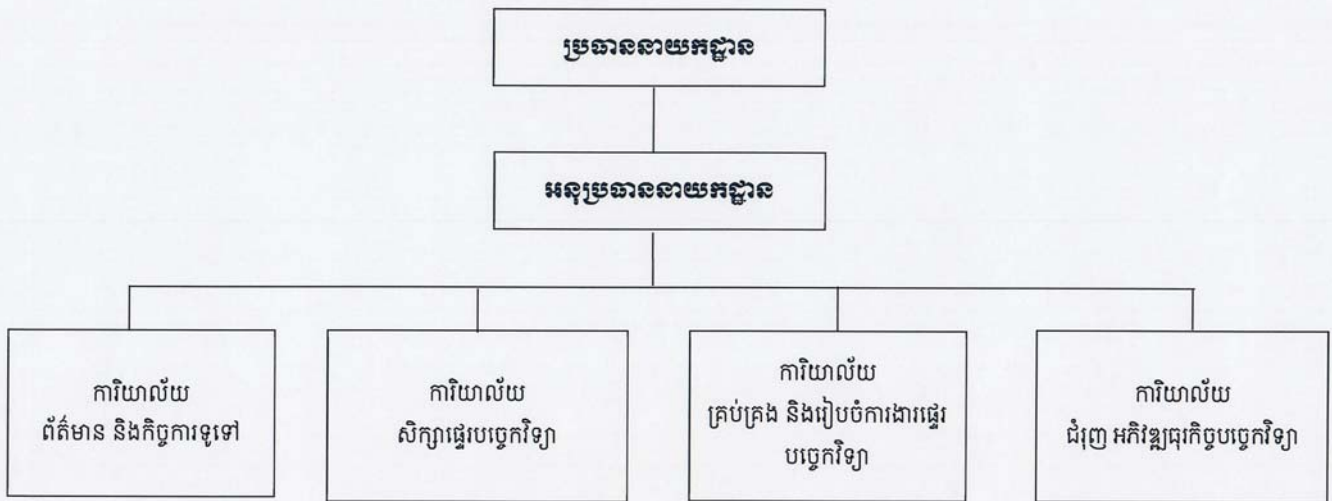 ប្រធាននាយកដ្ឋាន
អនុប្រធាននាយកដ្ឋាន
ការិយាល័យ
ព័ត៌មាន និងកិច្ចការទូទៅ
ការិយាល័យ
សិក្សាផ្ទេរបច្ចេកវិទ្យា
ការិយាល័យ
គ្រប់គ្រង និងរៀបចំការងារផ្ទេរ
បច្ចេកវិទ្យា
ការិយាល័យ
ជំរុញ អភិវឌ្ឍធុរកិច្ចបច្ចេកវិទ្យា